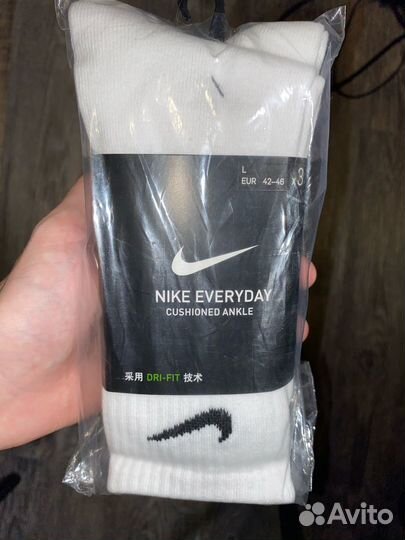 L
EUR 42-46 x3
NIKE EVERYDAY
CUSHIONED ANKLE
采用 DRI-FIT 技术
Avito